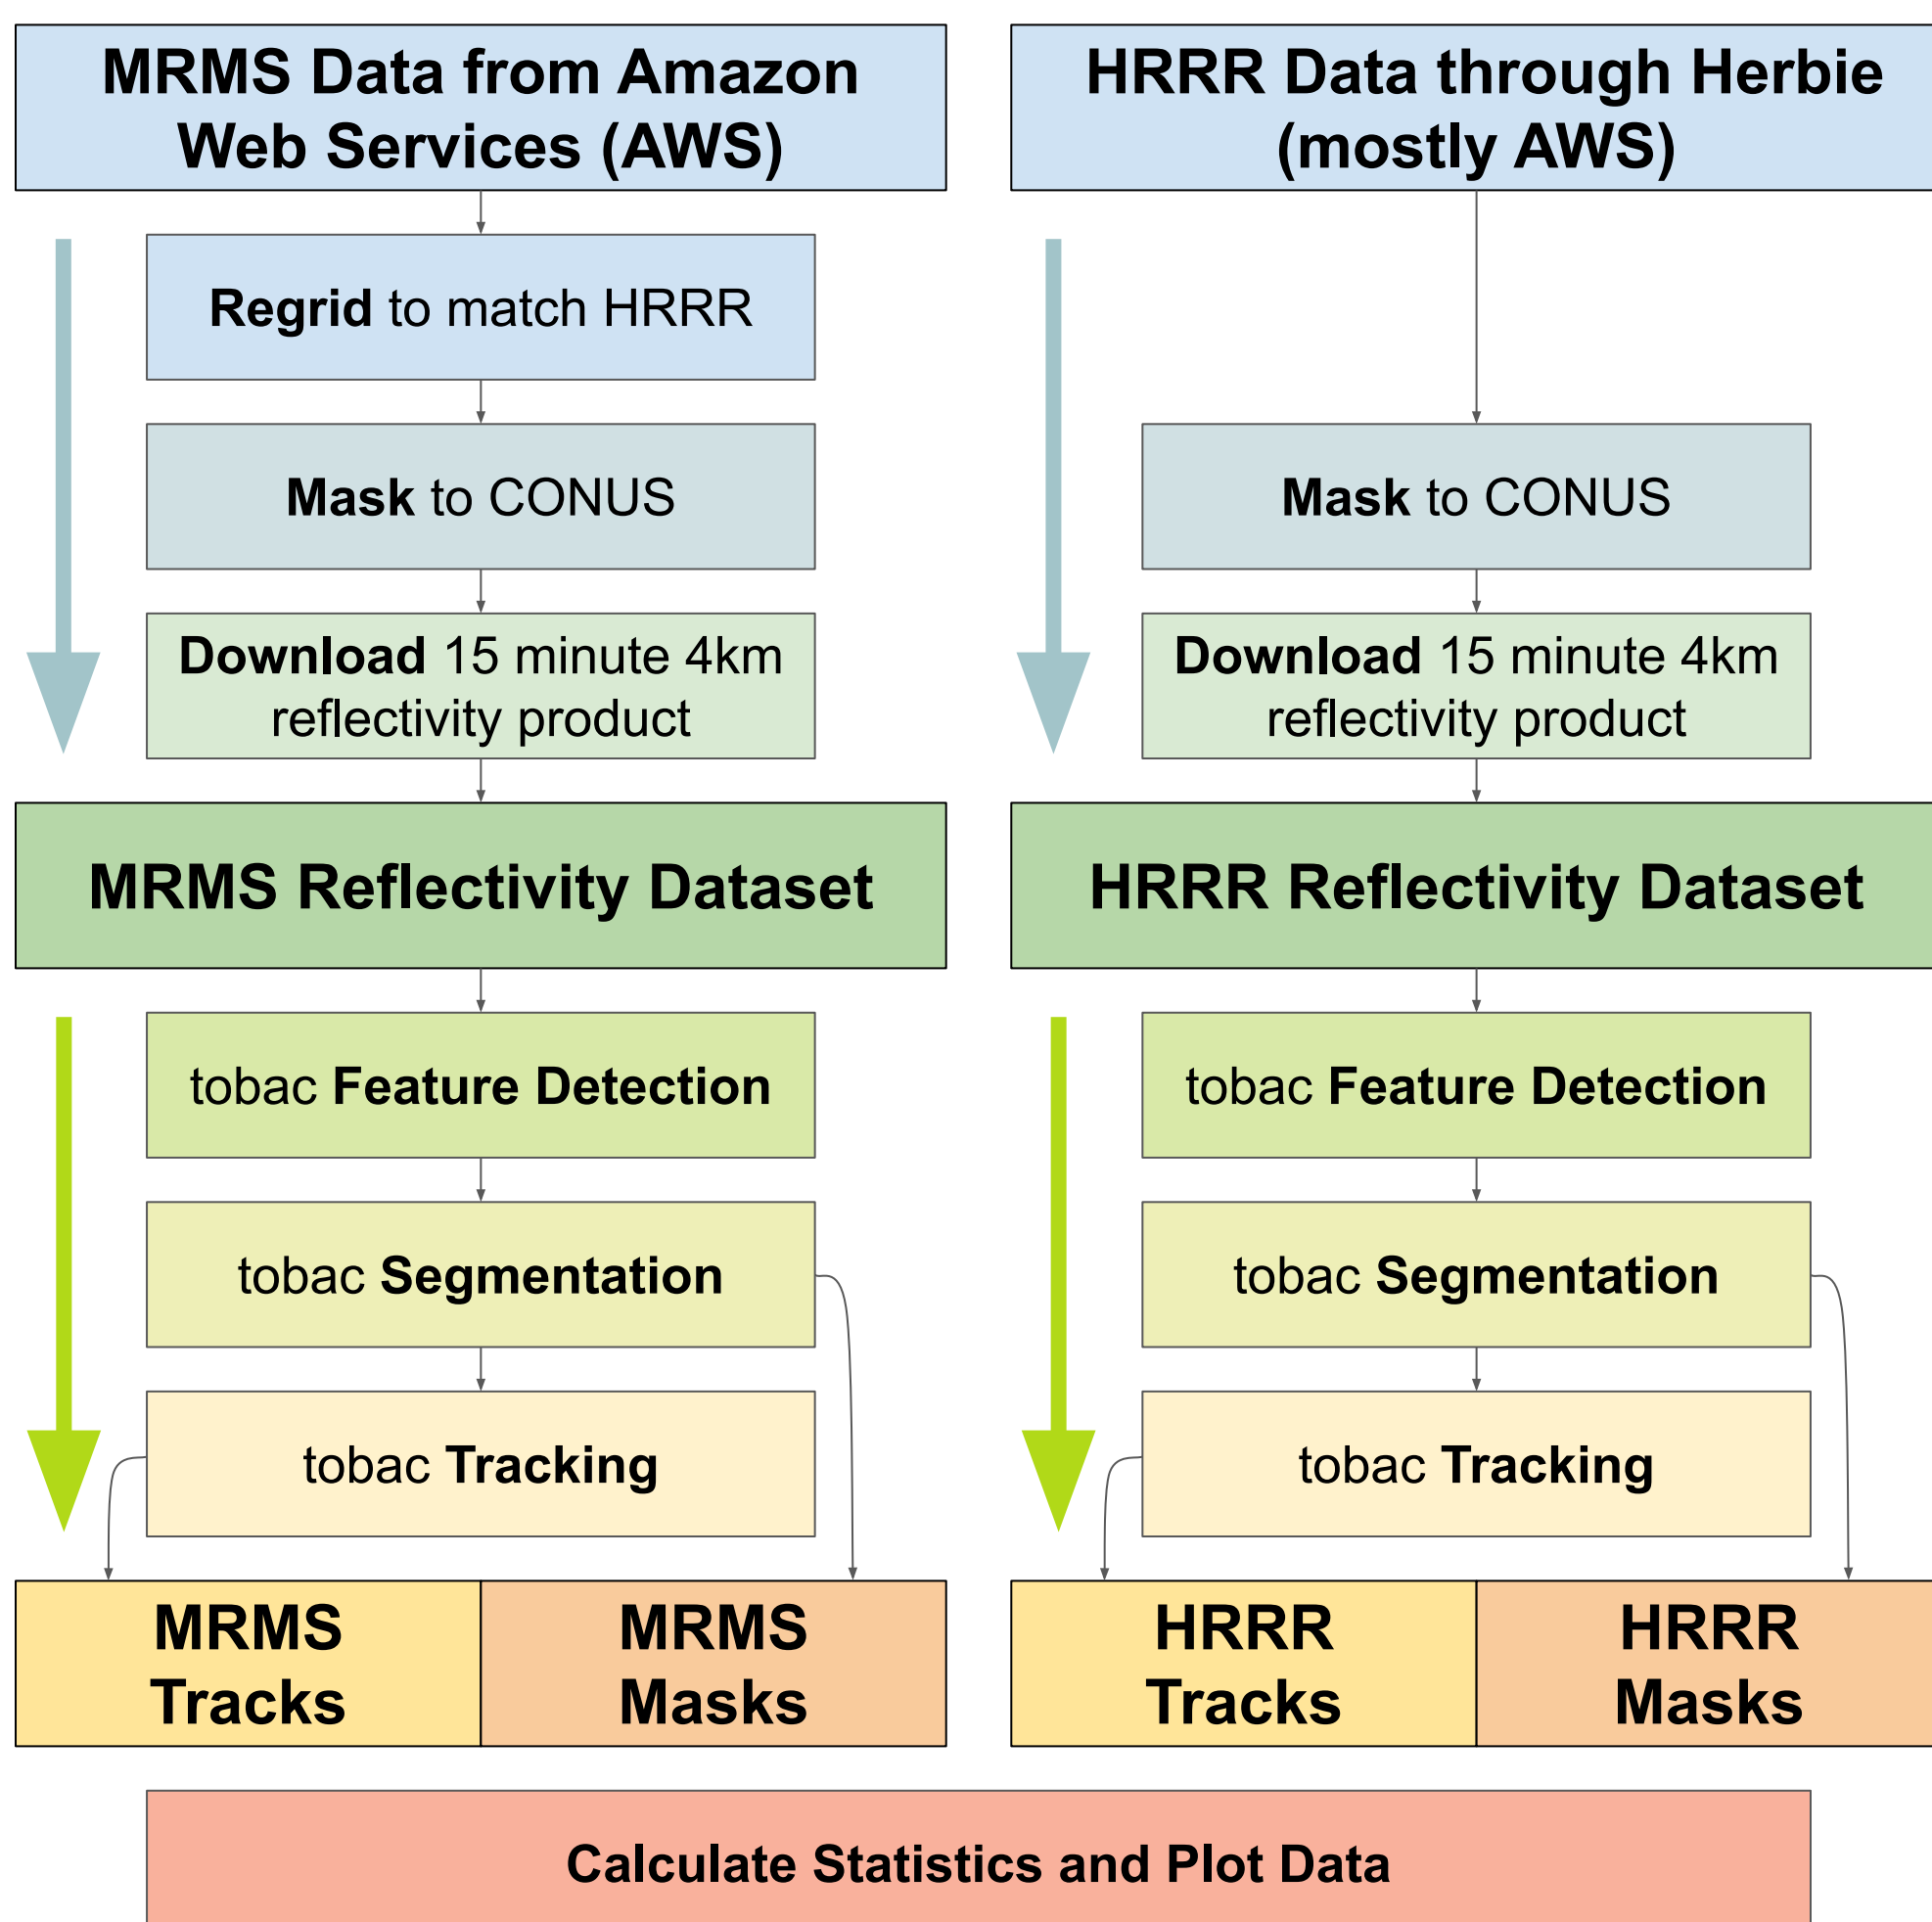 MRMS Data from Amazon
Web Services (AWS)
Regrid to match HRRR
Mask to CONUS
Download 15 minute 4km
reflectivity product
MRMS Reflectivity Dataset
tobac Feature Detection
tobac Segmentation
tobac Tracking
MRMS
Tracks
MRMS
Masks
HRRR Data through Herbie
(mostly AWS)
Mask to CONUS
Download 15 minute 4km
reflectivity product
HRRR Reflectivity Dataset
tobac Feature Detection
tobac Segmentation
tobac Tracking
HRRR
Tracks
HRRR
Masks
Calculate Statistics and Plot Data